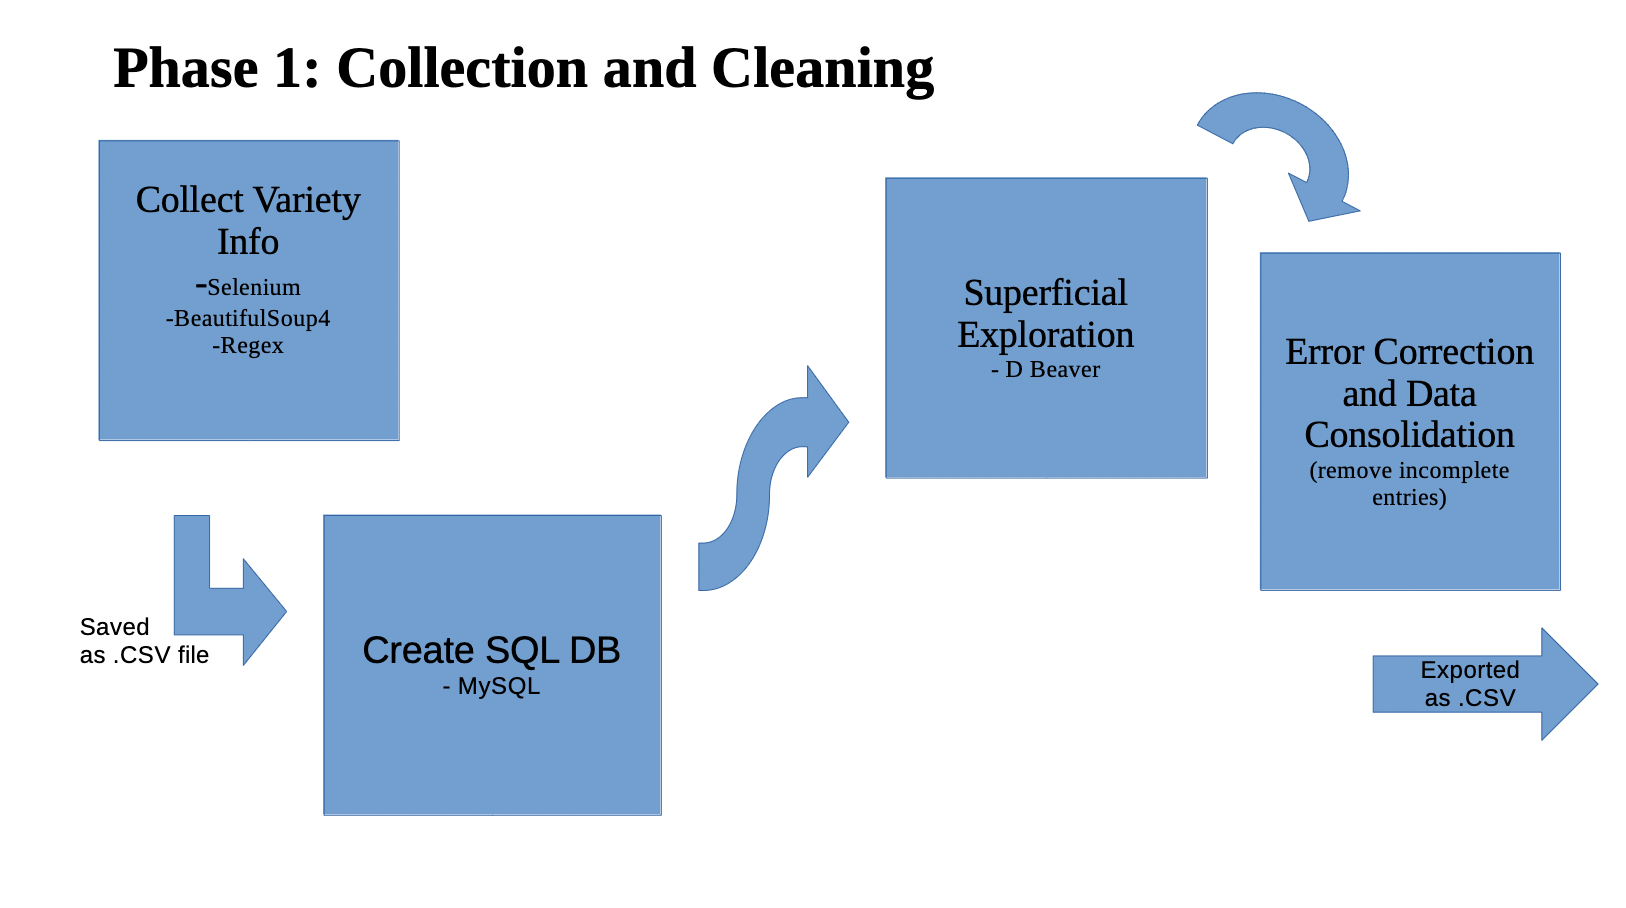 Phase 1: Collection and Cleaning
Collect Variety
Info
-Selenium
-BeautifulSoup4
-Regex
Saved
as .CSV file
Create SQL DB
- MySQL
Superficial
Exploration
- D Beaver
Error Correction
and Data
Consolidation
(remove incomplete
entries)
Exported
as .CSV